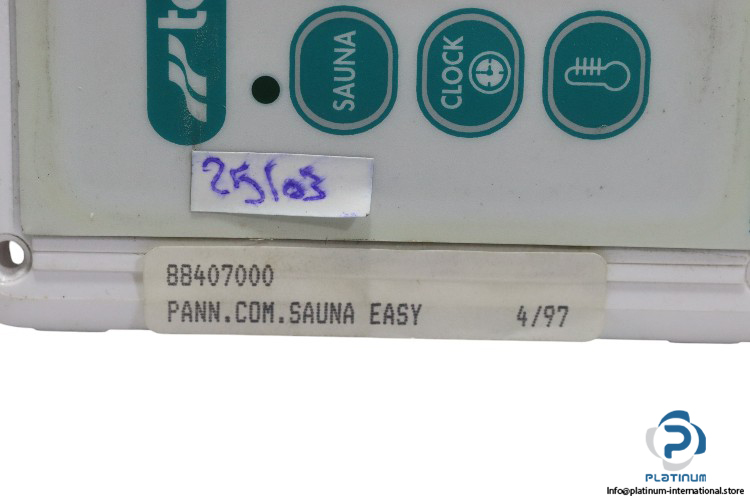 SAUNA
CLOCK
25/03
88407000
PANN.COM.SAUNA EASY 4/97
PLATINUM
Info@platinum-international.store